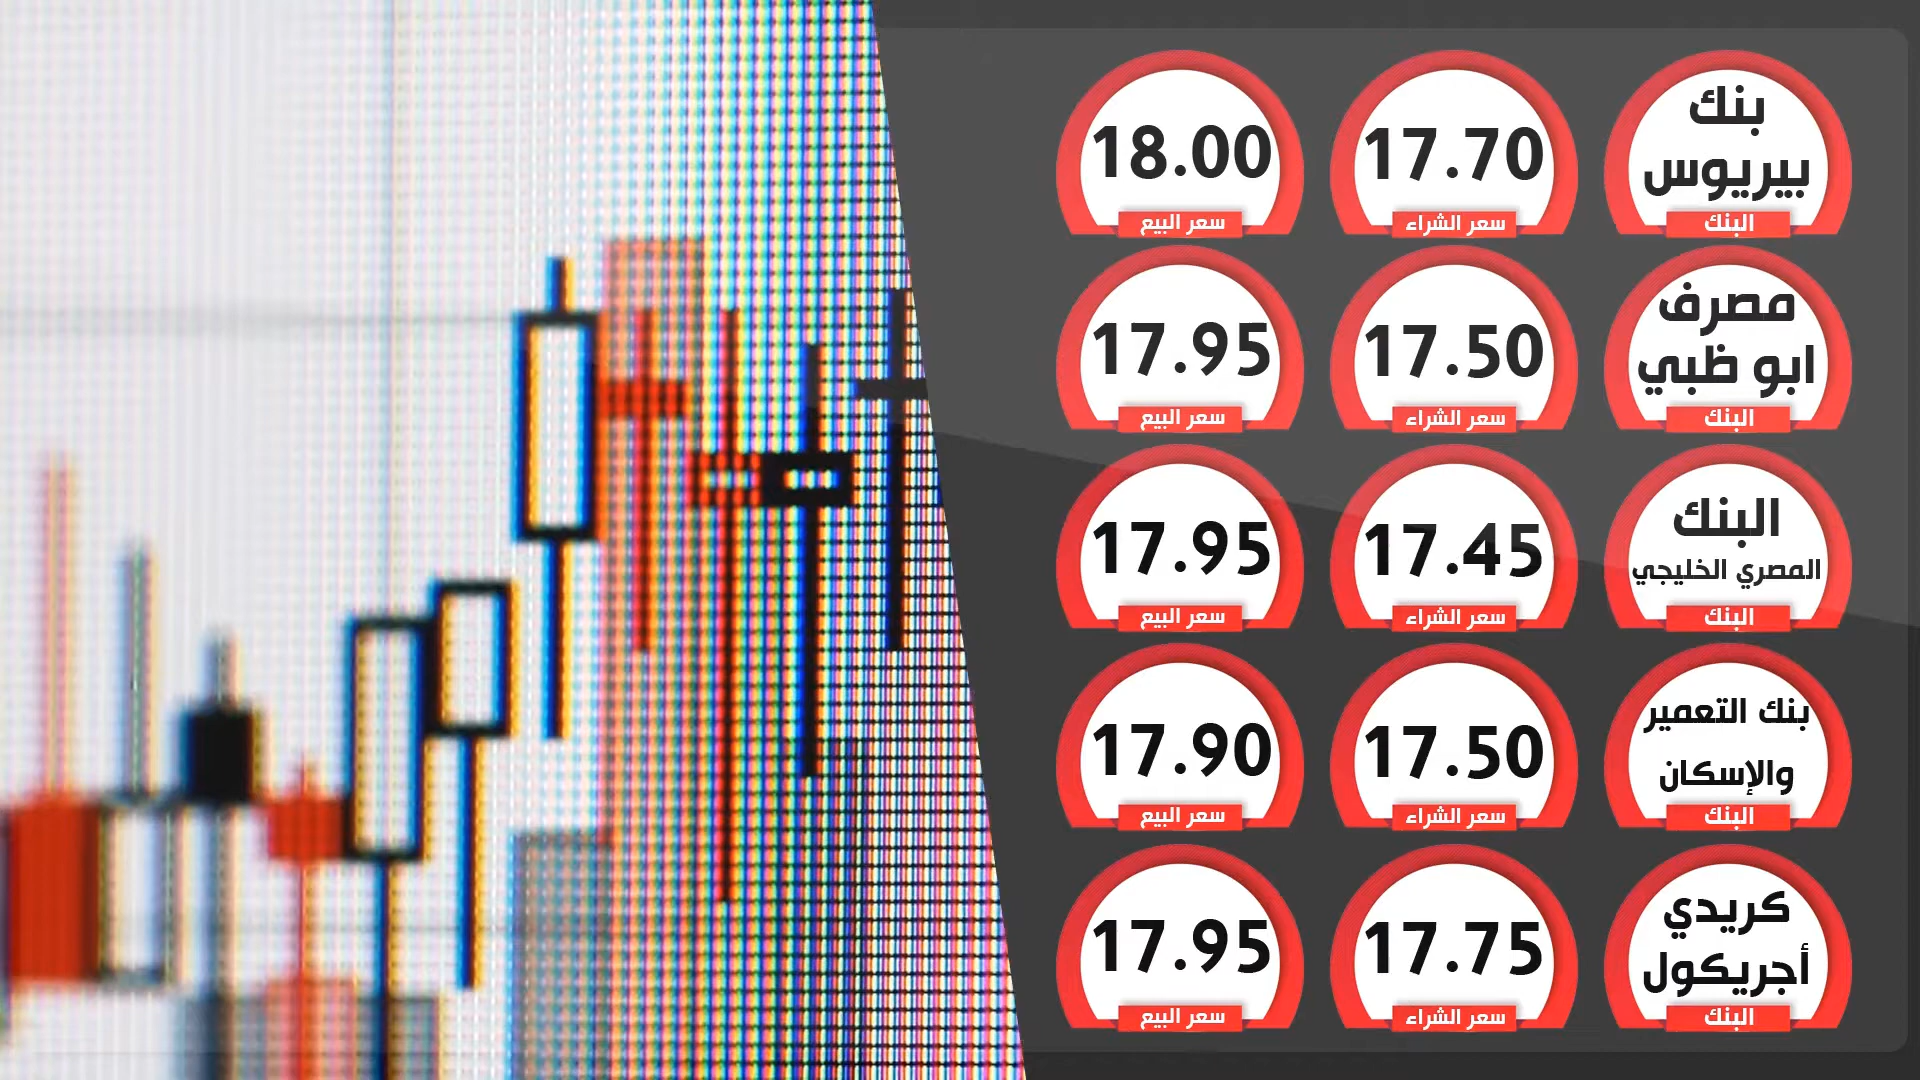 بنك
بيريوس
البنك
17.70
سعر الشراء
18.00
سعر البيع
مصرف
ابو ظبي
البنك
17.50
سعر الشراء
17.95
سعر البيع
البنك
المصري الخليجي
البنك
17.45
سعر الشراء
17.95
سعر البيع
بنك التعمير
والإسكان
البنك
17.50
سعر الشراء
17.90
سعر البيع
كريدي
أجريكول
البنك
17.75
سعر الشراء
17.95
سعر البيع